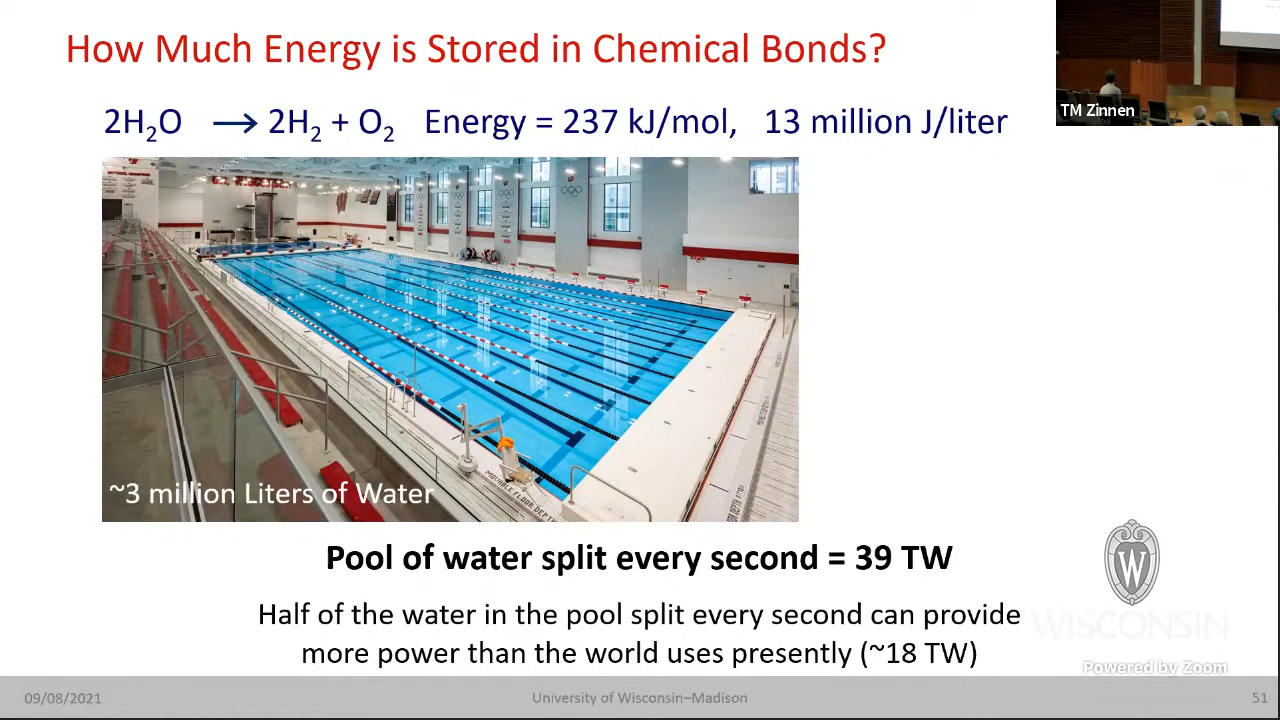 How Much Energy is Stored in Chemical Bonds?
TM Zinnen
2H₂O → 2H₂ + O₂ Energy = 237 kJ/mol, 13 million J/liter
MOVABLE FLOOR DEPTH
~3 million Liters of Water
Pool of water split every second = 39 TW
W
Half of the water in the pool split every second can provide
more power than the world uses presently (~18 TW)
WISCONSIN
Powered by Zoom
09/08/2021 University of Wisconsin–Madison 51